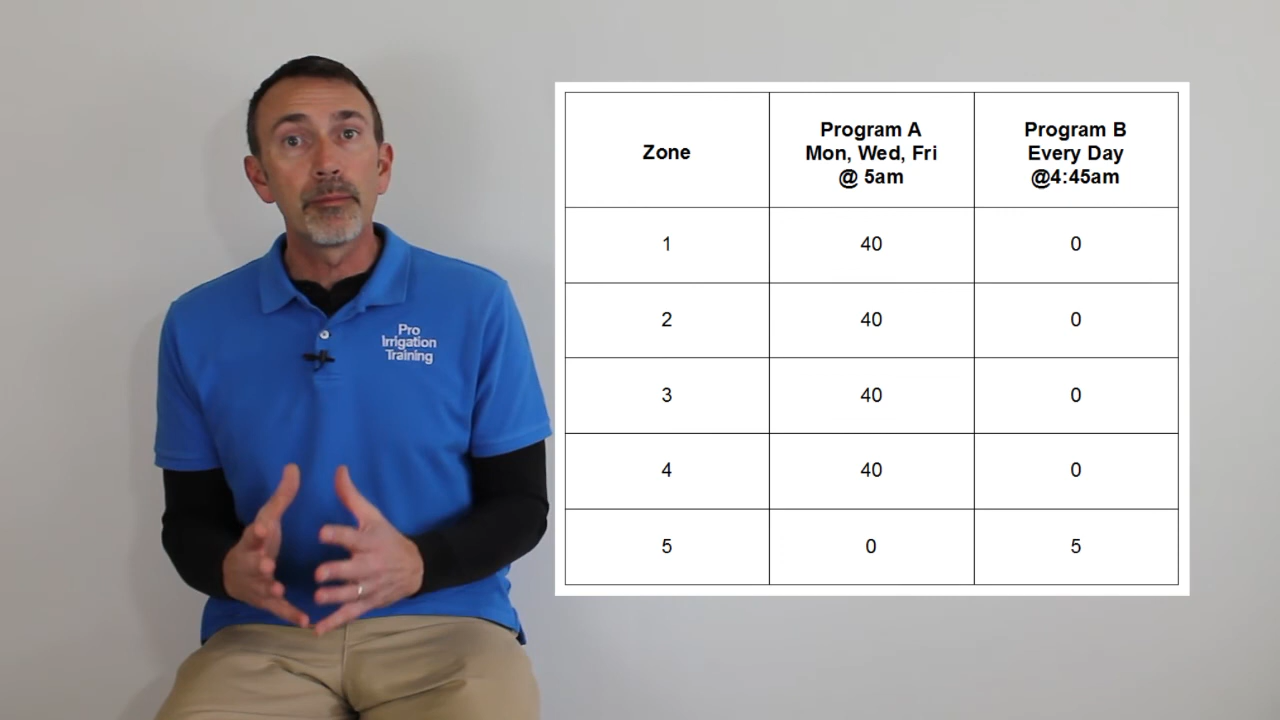 Pro
Irrigation
Training
Zone
Program A
Mon, Wed, Fri
@ 5am
Program B
Every Day
@4:45am
1 40 0
2 40 0
3 40 0
4 40 0
5 0 5